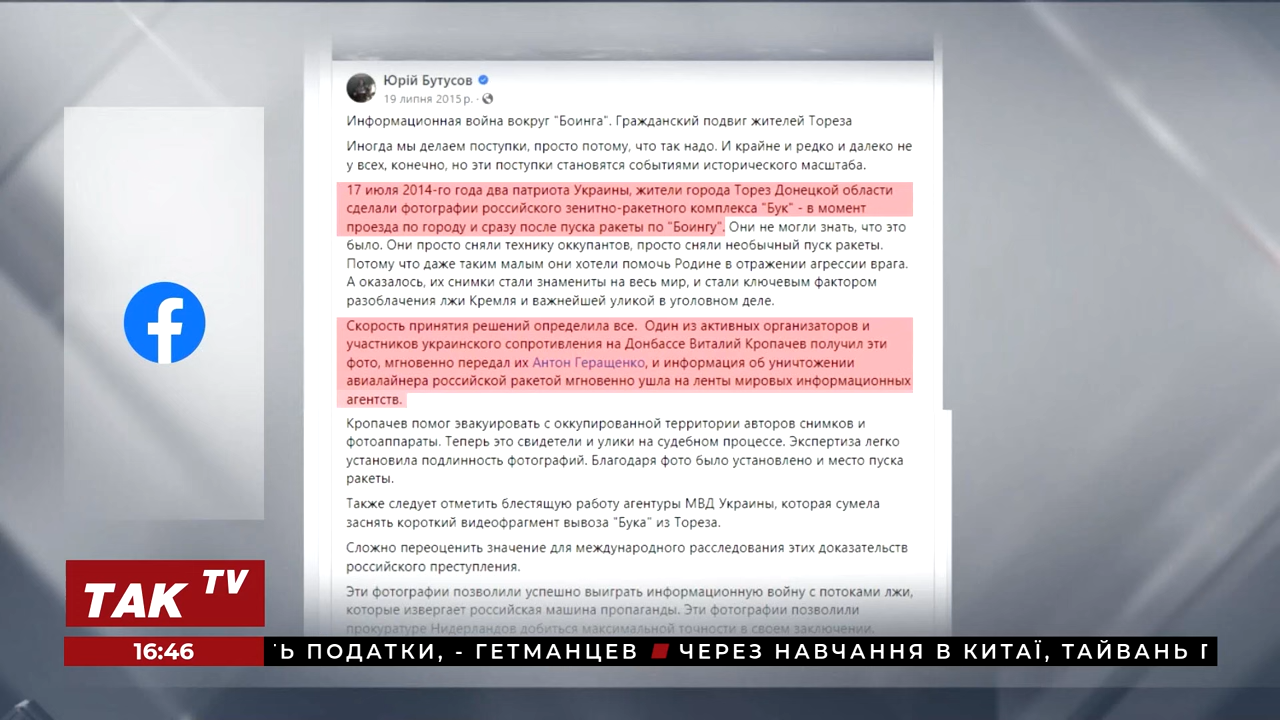 Юрій Бутусов
19 липня 2015 р. ·
Информационная война вокруг "Боинга". Гражданский подвиг жителей Тореза
Иногда мы делаем поступки, просто потому, что так надо. И крайне и редко и далеко не
у всех, конечно, но эти поступки становятся событиями исторического масштаба.
17 июля 2014-го года два патриота Украины, жители города Торез Донецкой области
сделали фотографии российского зенитно-ракетного комплекса "Бук" - в момент
проезда по городу и сразу после пуска ракеты по "Боингу". Они не могли знать, что это
было. Они просто сняли технику оккупантов, просто сняли необычный пуск ракеты.
Потому что даже таким малым они хотели помочь Родине в отражении агрессии врага.
А оказалось, их снимки стали знамениты на весь мир, и стали ключевым фактором
разоблачения лжи Кремля и важнейшей уликой в уголовном деле.
Скорость принятия решений определила все. Один из активных организаторов и
участников украинского сопротивления на Донбассе Виталий Кропачев получил эти
фото, мгновенно передал их Антон Геращенко, и информация об уничтожении
авиалайнера российской ракетой мгновенно ушла на ленты мировых информационных
агентств.
Кропачев помог эвакуировать с оккупированной территории авторов снимков и
фотоаппараты. Теперь это свидетели и улики на судебном процессе. Экспертиза легко
установила подлинность фотографий. Благодаря фото было установлено и место пуска
ракеты.
Также следует отметить блестящую работу агентуры МВД Украины, которая сумела
заснять короткий видеофрагмент вывоза "Бука" из Тореза.
Сложно переоценить значение для международного расследования этих доказательств
российского преступления.
Эти фотографии позволили успешно выиграть информационную войну с потоками лжи,
которые извергает российская машина пропаганды. Эти фотографии позволили
прокуратуре Нидерландов добиться максимальной точности в своем заключении.
ТАК TV
16:46
Ь ПОДАТКИ, - ГЕТМАНЦЕВ ЧЕРЕЗ НАВЧАННЯ В КИТАЇ, ТАЙВАНЬ